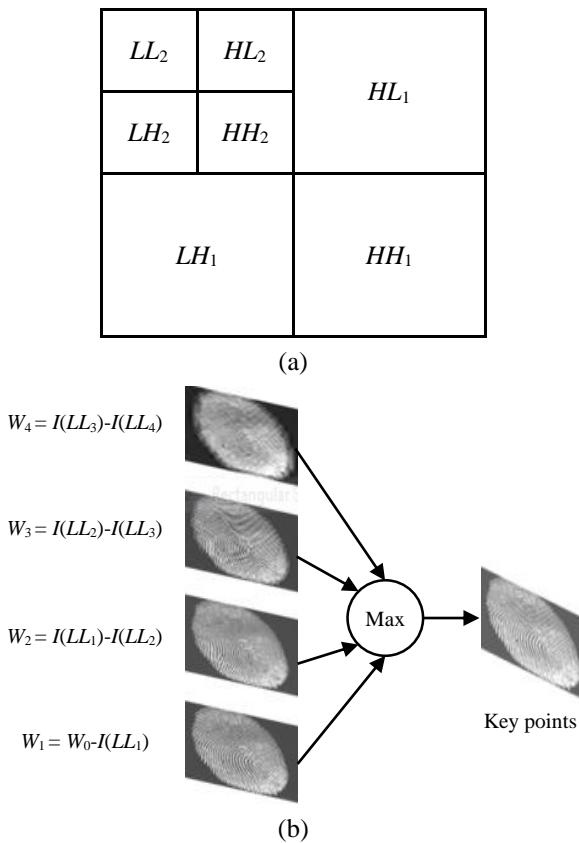 LL₂ HL₂
HL₁
LH₂ HH₂
LH₁ HH₁
(a)
W₄ = I(LL₃)-I(LL₄)
Rectangular
W₃ = I(LL₂)-I(LL₃)
W₂ = I(LL₁)-I(LL₂)
Max
W₁ = W₀-I(LL₁)
Key points
(b)